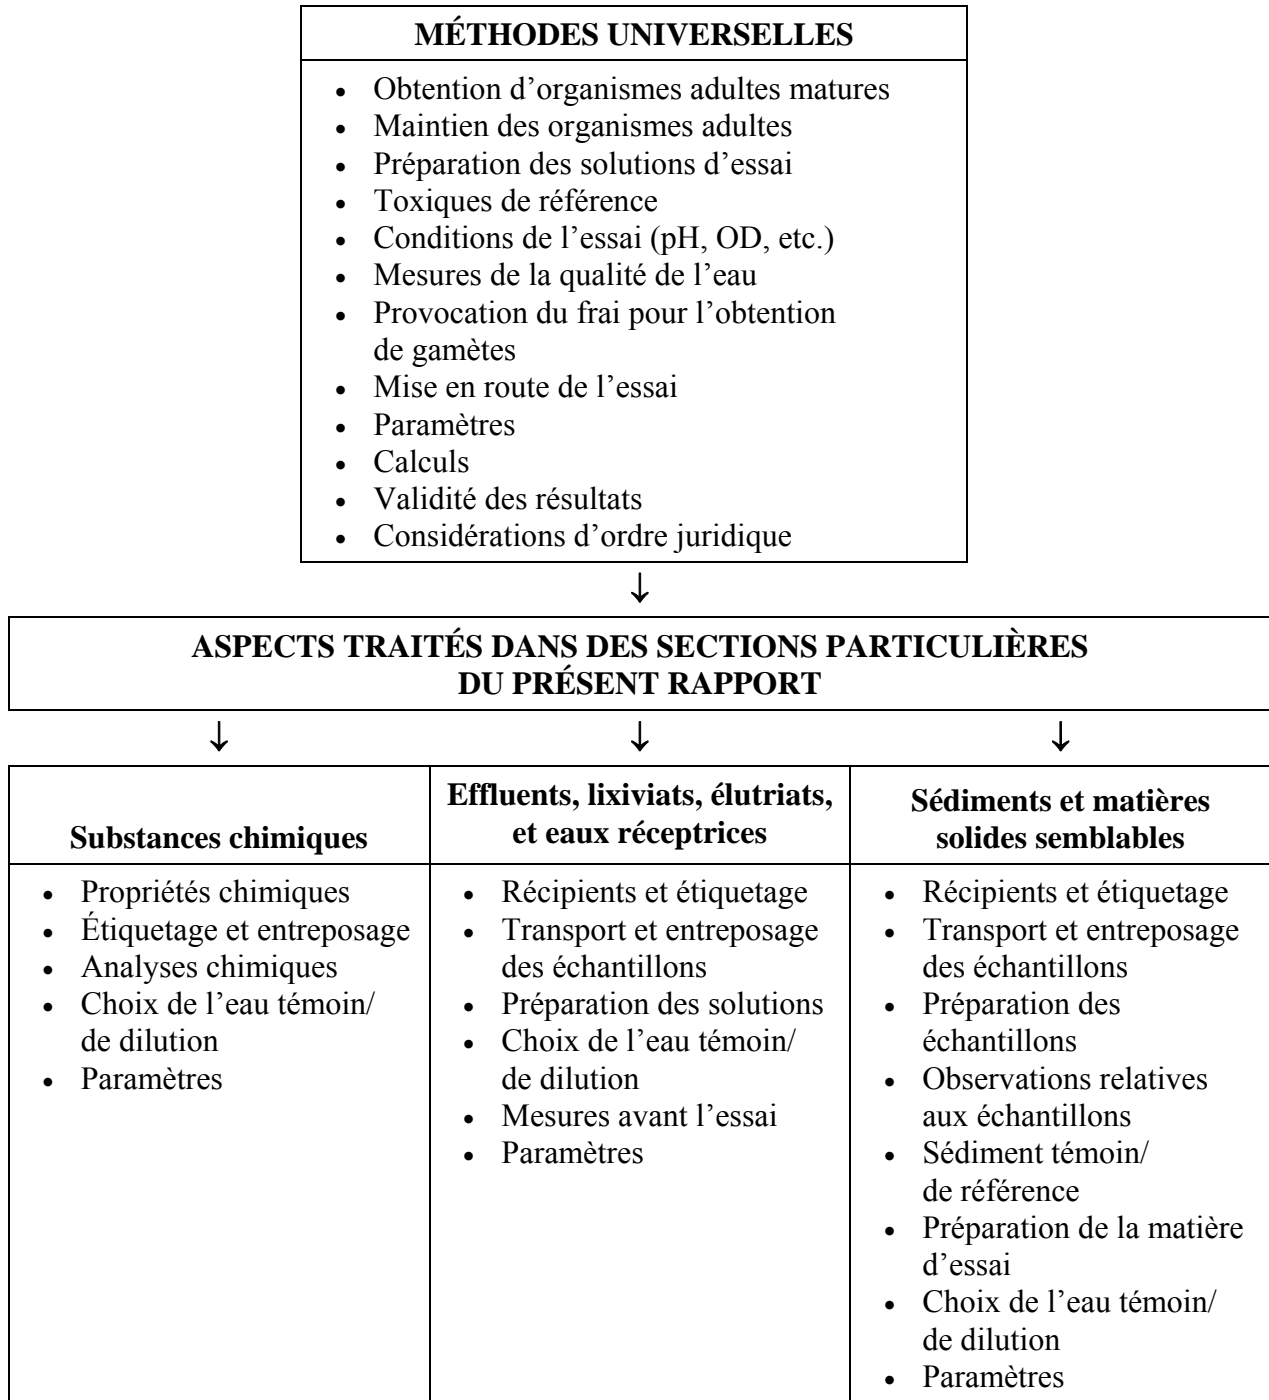 MÉTHODES UNIVERSELLES
• Obtention d’organismes adultes matures
• Maintien des organismes adultes
• Préparation des solutions d’essai
• Toxiques de référence
• Conditions de l’essai (pH, OD, etc.)
• Mesures de la qualité de l’eau
• Provocation du frai pour l’obtention
de gamètes
• Mise en route de l’essai
• Paramètres
• Calculs
• Validité des résultats
• Considérations d’ordre juridique
↓
ASPECTS TRAITÉS DANS DES SECTIONS PARTICULIÈRES
DU PRÉSENT RAPPORT
↓ ↓ ↓
Substances chimiques
• Propriétés chimiques
• Étiquetage et entreposage
• Analyses chimiques
• Choix de l’eau témoin/
de dilution
• Paramètres
Effluents, lixiviats, élutriats,
et eaux réceptrices
• Récipients et étiquetage
• Transport et entreposage
des échantillons
• Préparation des solutions
• Choix de l’eau témoin/
de dilution
• Mesures avant l’essai
• Paramètres
Sédiments et matières
solides semblables
• Récipients et étiquetage
• Transport et entreposage
des échantillons
• Préparation des
échantillons
• Observations relatives
aux échantillons
• Sédiment témoin/
de référence
• Préparation de la matière
d’essai
• Choix de l’eau témoin/
de dilution
• Paramètres